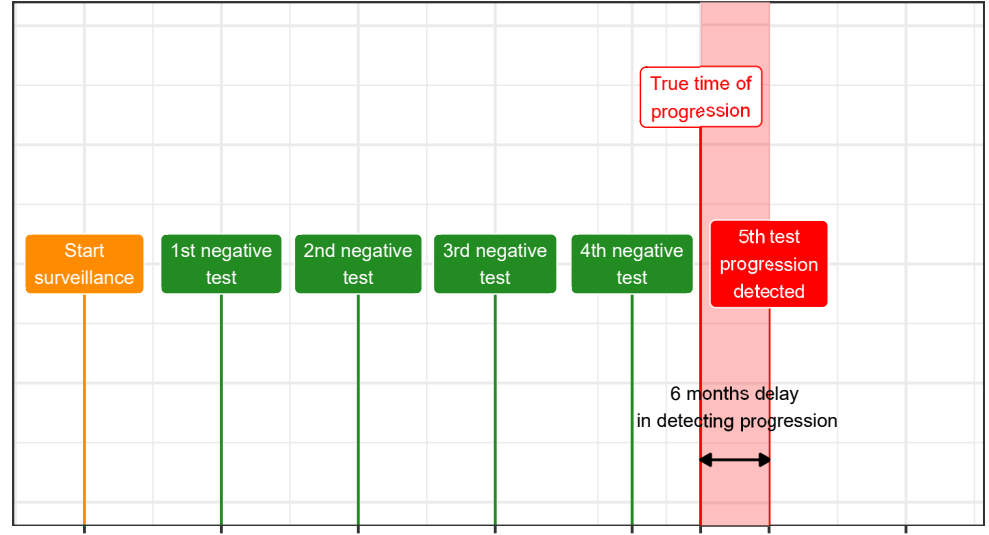 True time of
progression
Start
surveillance
1st negative
test
2nd negative
test
3rd negative
test
4th negative
test
5th test
progression
detected
6 months delay
in detecting progression